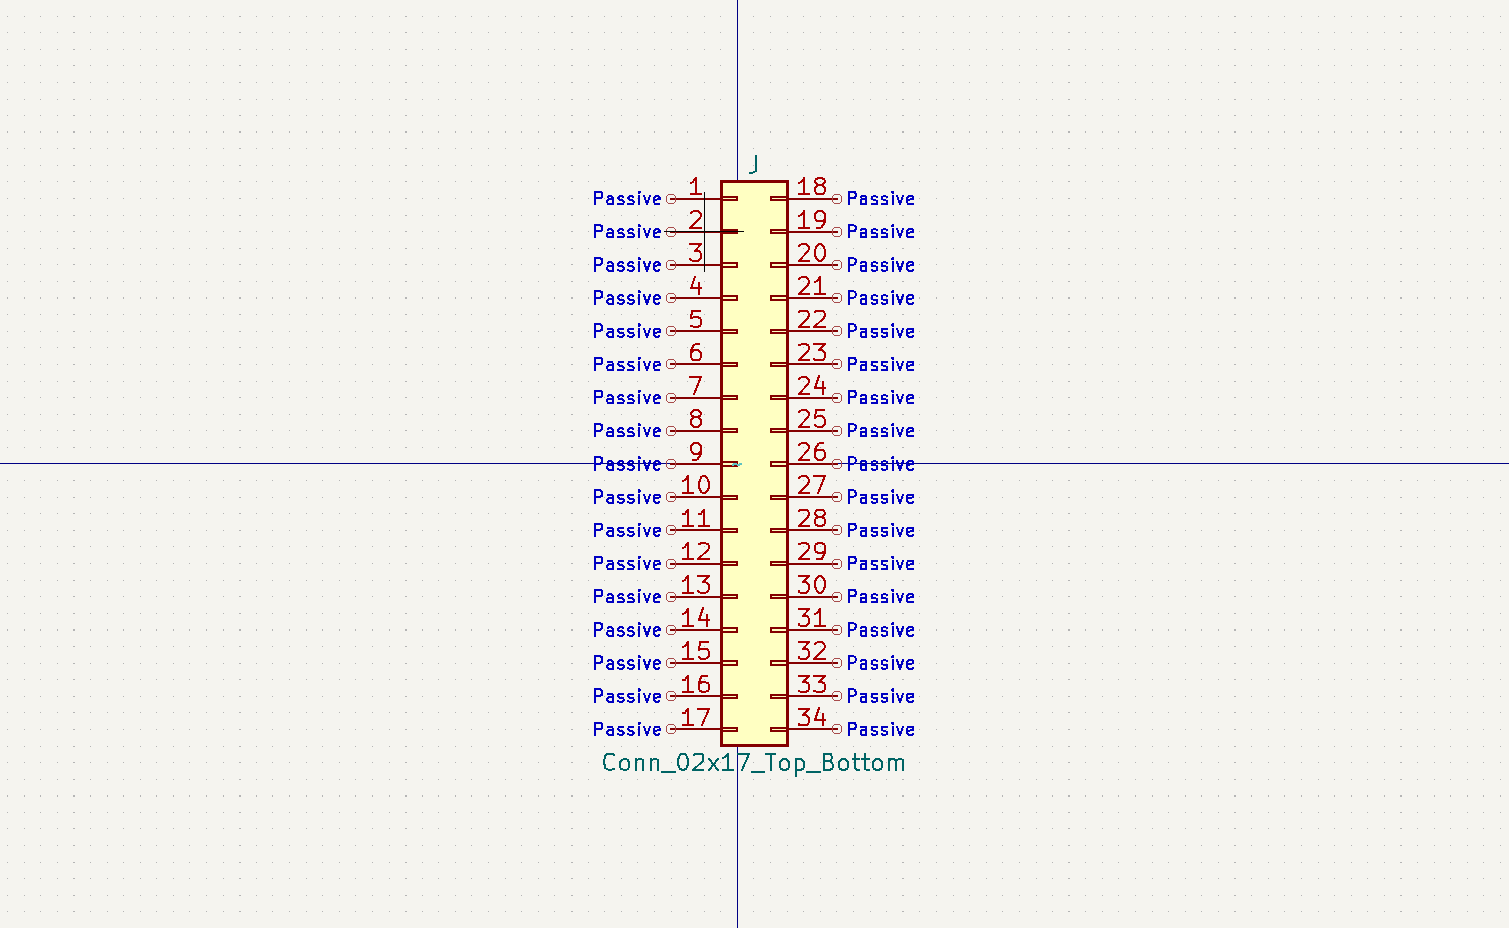 J
Passive 1 18 Passive
Passive 2 19 Passive
Passive 3 20 Passive
Passive 4 21 Passive
Passive 5 22 Passive
Passive 6 23 Passive
Passive 7 24 Passive
Passive 8 25 Passive
Passive 9 26 Passive
Passive 10 27 Passive
Passive 11 28 Passive
Passive 12 29 Passive
Passive 13 30 Passive
Passive 14 31 Passive
Passive 15 32 Passive
Passive 16 33 Passive
Passive 17 34 Passive
Conn_02x17_Top_Bottom